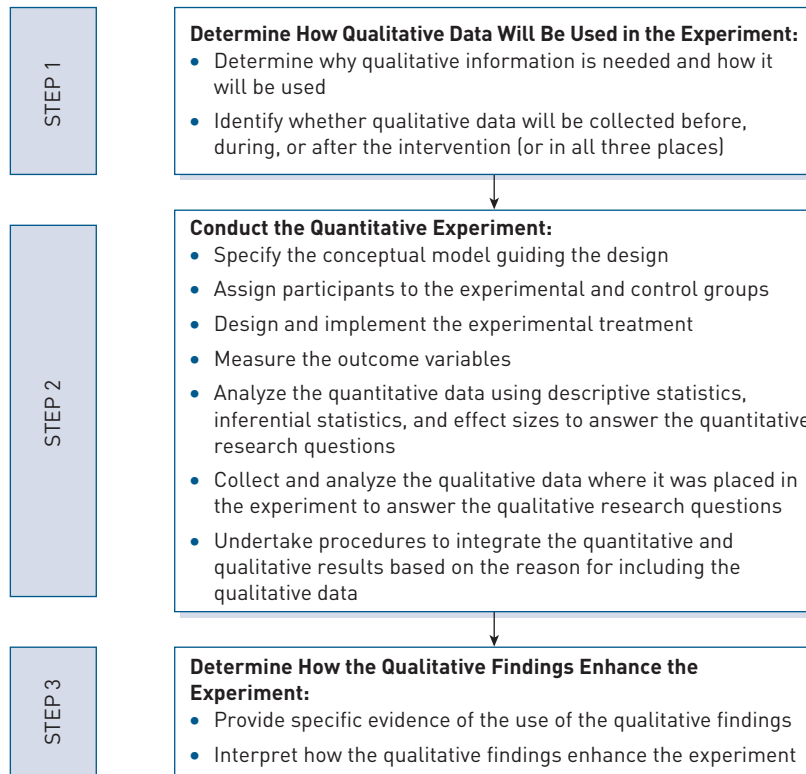 STEP 1
Determine How Qualitative Data Will Be Used in the Experiment:
• Determine why qualitative information is needed and how it
will be used
• Identify whether qualitative data will be collected before,
during, or after the intervention (or in all three places)
STEP 2
Conduct the Quantitative Experiment:
• Specify the conceptual model guiding the design
• Assign participants to the experimental and control groups
• Design and implement the experimental treatment
• Measure the outcome variables
• Analyze the quantitative data using descriptive statistics,
inferential statistics, and effect sizes to answer the quantitative
research questions
• Collect and analyze the qualitative data where it was placed in
the experiment to answer the qualitative research questions
• Undertake procedures to integrate the quantitative and
qualitative results based on the reason for including the
qualitative data
STEP 3
Determine How the Qualitative Findings Enhance the
Experiment:
• Provide specific evidence of the use of the qualitative findings
• Interpret how the qualitative findings enhance the experiment